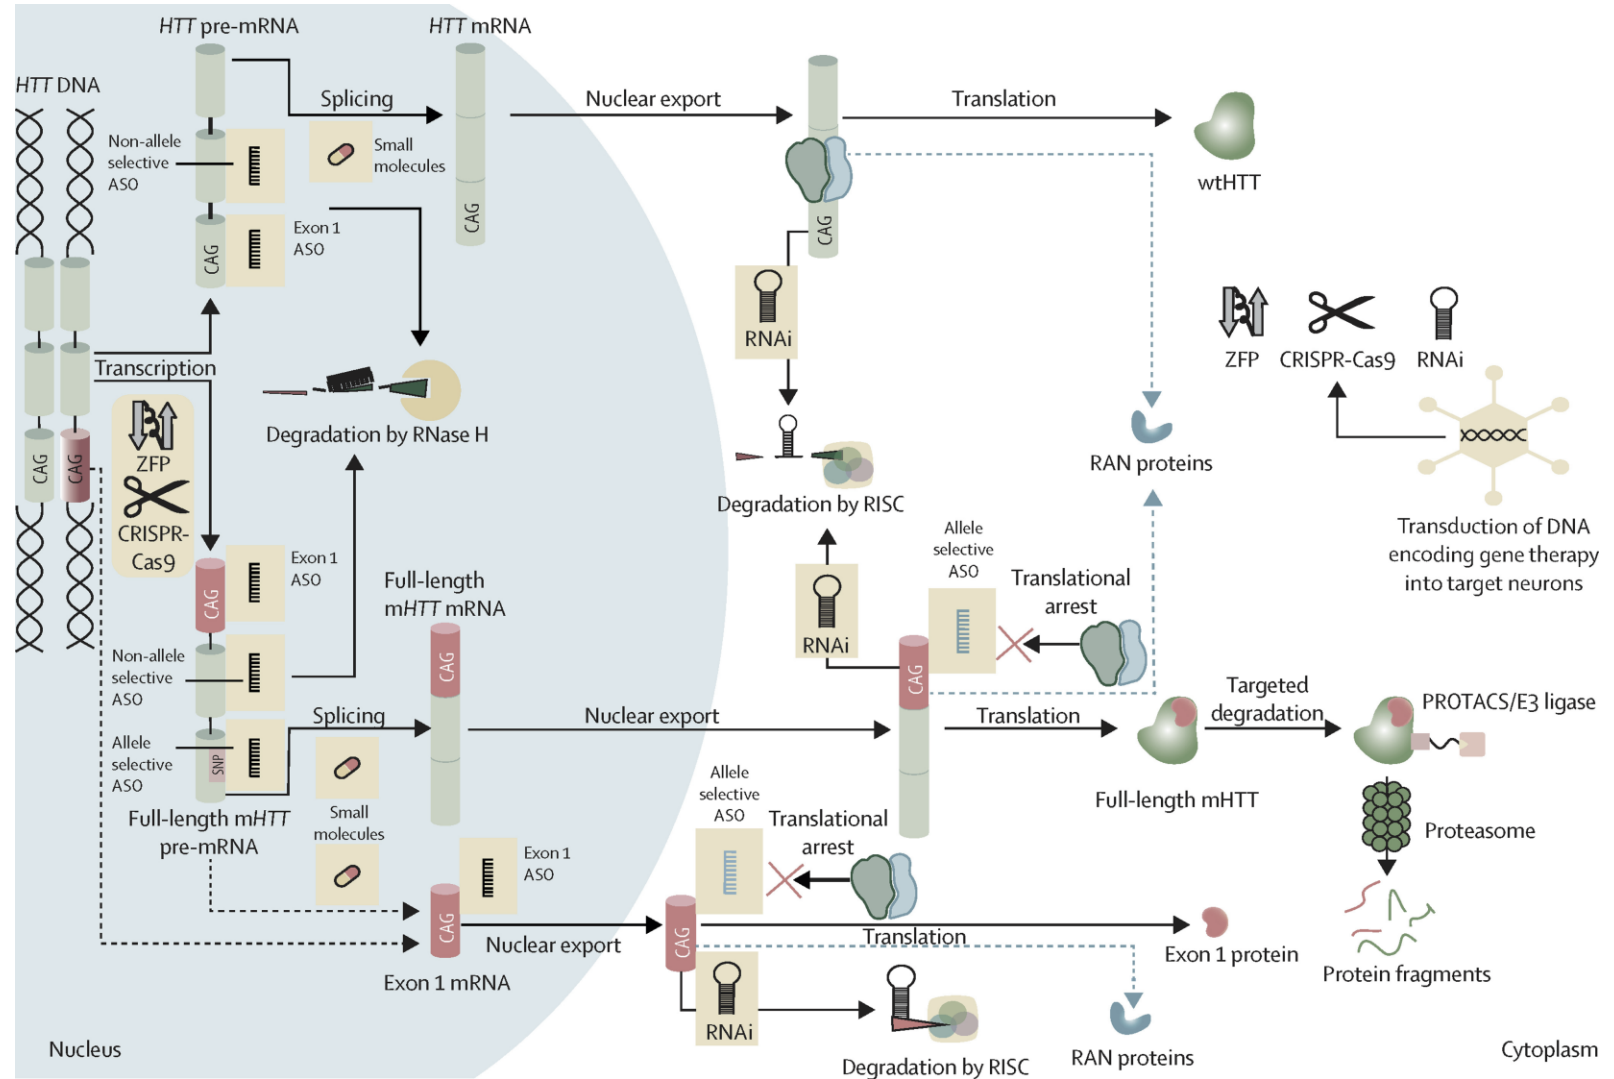 HTT pre-mRNA
HTT mRNA
HTT DNA
Splicing
Nuclear export
Translation
Non-allele
selective
ASO
Small
molecules
wtHTT
CAG
Exon 1
ASO
CAG
CAG
RNAi
ZFP
CRISPR-Cas9
RNAi
Transcription
Degradation by RNase H
CAG
CAG
ZFP
CRISPR-
Cas9
RAN proteins
Degradation by RISC
Transduction of DNA
encoding gene therapy
into target neurons
Exon 1
ASO
CAG
Full-length
mHTT mRNA
Allele
selective
ASO
Translational
arrest
RNAi
CAG
CAG
Non-allele
selective
ASO
Splicing
Nuclear export
Translation
Targeted
degradation
PROTACS/E3 ligase
Allele
selective
ASO
SNP
Full-length mHTT
pre-mRNA
Small
molecules
Allele
selective
ASO
Translational
arrest
Full-length mHTT
Proteasome
Exon 1
ASO
CAG
CAG
Nuclear export
Translation
Exon 1 protein
Protein fragments
Exon 1 mRNA
RNAi
Degradation by RISC
RAN proteins
Nucleus
Cytoplasm